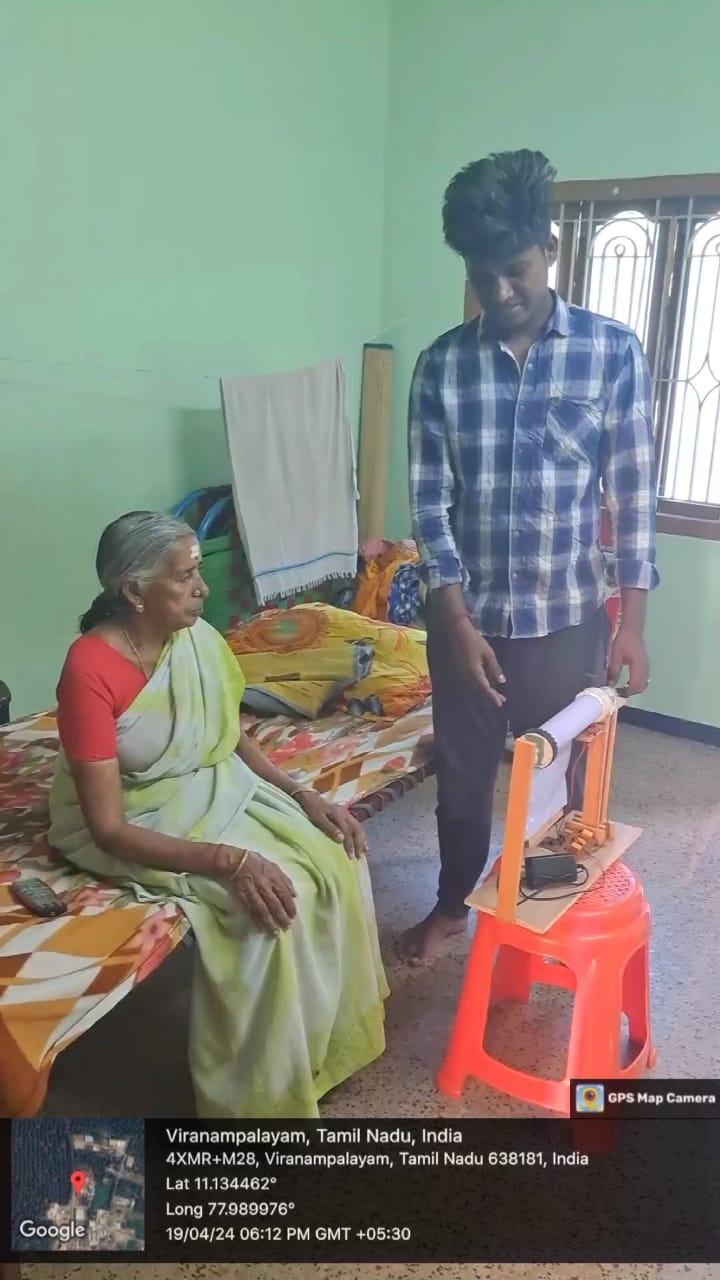 GPS Map Camera
Viranampalayam, Tamil Nadu, India
4XMR+M28, Viranampalayam, Tamil Nadu 638181, India
Lat 11.134462°
Long 77.989976°
19/04/24 06:12 PM GMT +05:30
Google